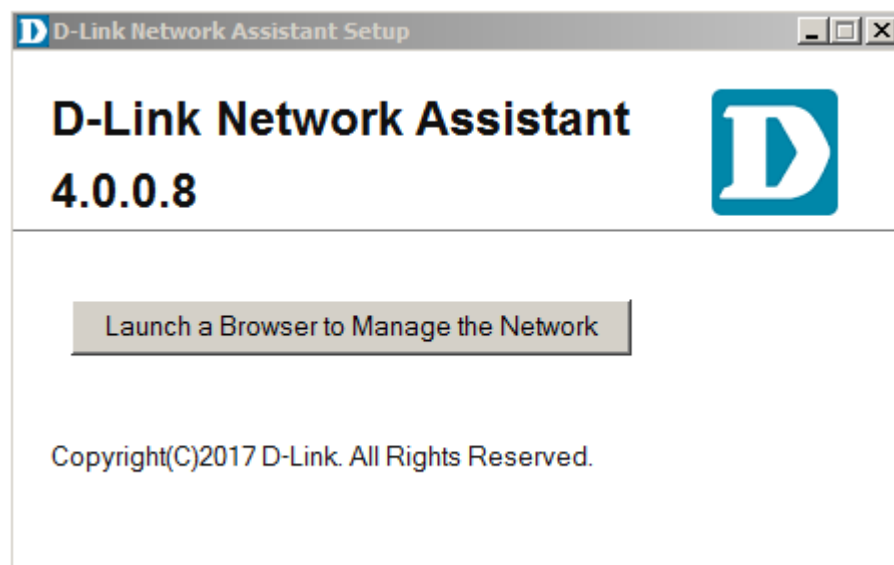 D-Link Network Assistant Setup
D-Link Network Assistant
4.0.0.8
Launch a Browser to Manage the Network
Copyright(C)2017 D-Link. All Rights Reserved.